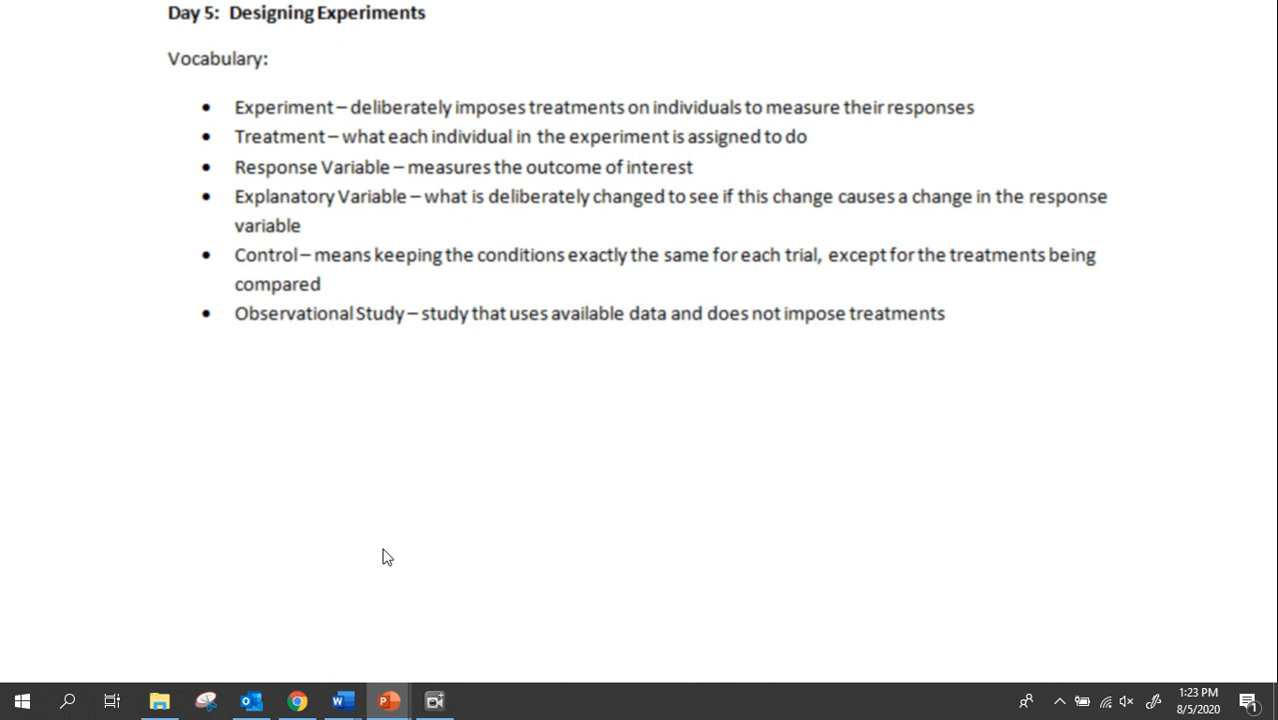 Day 5:  Designing Experiments
Vocabulary:
• Experiment – deliberately imposes treatments on individuals to measure their responses
• Treatment – what each individual in the experiment is assigned to do
• Response Variable – measures the outcome of interest
• Explanatory Variable – what is deliberately changed to see if this change causes a change in the response
variable
• Control – means keeping the conditions exactly the same for each trial, except for the treatments being
compared
• Observational Study – study that uses available data and does not impose treatments
1:23 PM
8/5/2020
1